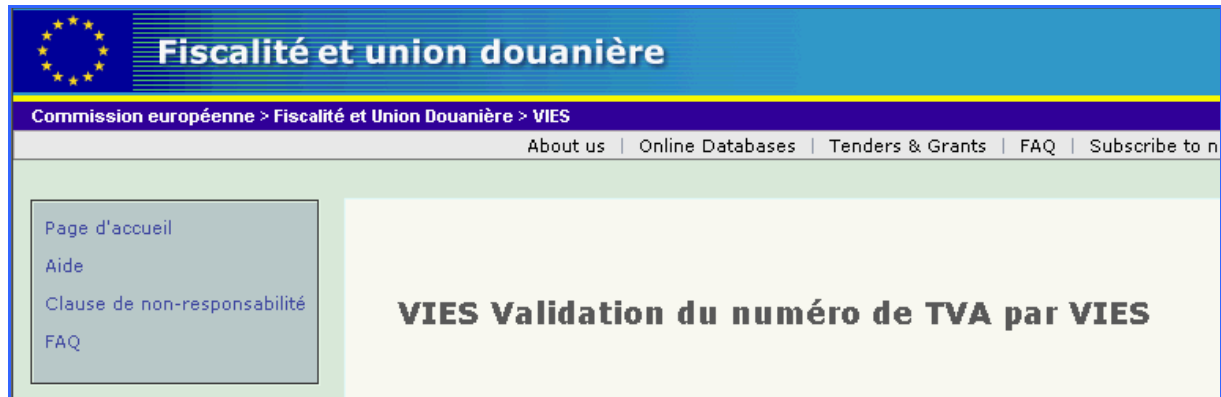 Fiscalité et union douanière
Commission européenne > Fiscalité et Union Douanière > VIES
About us | Online Databases | Tenders & Grants | FAQ | Subscribe to n
Page d'accueil
Aide
Clause de non-responsabilité
FAQ
VIES Validation du numéro de TVA par VIES